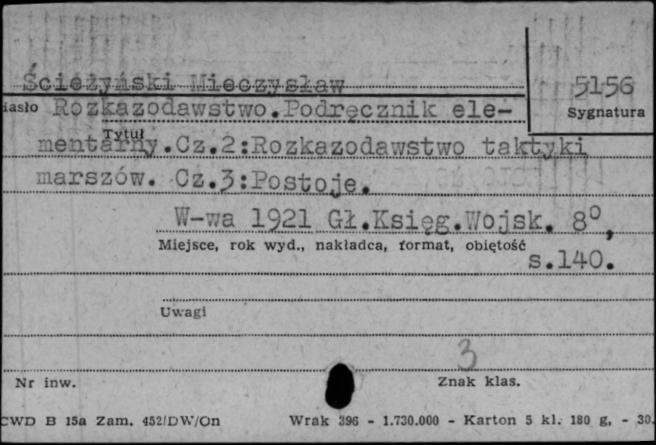 Ścieżyński Mieczysław
5156
iasło Rozkazodawstwo.Podręcznik ele-
Sygnatura
Tytuł
mentarny.Cz.2:Rozkazodawstwo taktyki
marszów. Cz.3:Postoje.
W-wa 1921 Gł.Księg.Wojsk. 8⁰,
Miejsce, rok wyd., nakładca, format, objętość
s.140.
Uwagi
3
Nr inw.
Znak klas.
CWD B 15a Zam. 452/DW/On Wrak 396 - 1.730.000 - Karton 5 kl. 180 g, - 30.